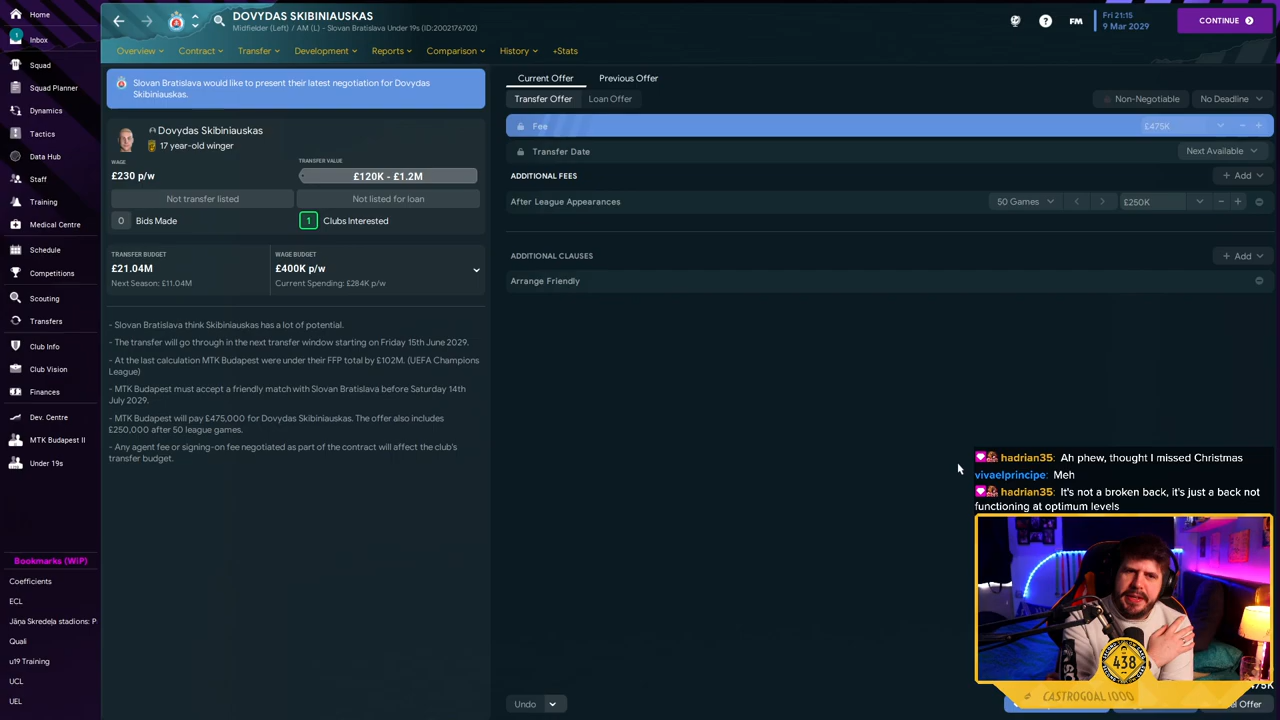 Home
DOVYDAS SKIBINIAUSKAS
Midfielder (Left) / AM (L) - Slovan Bratislava Under 19s (ID:2002176702)
FM
Fri 21:15
9 Mar 2029
CONTINUE
1
Inbox
Overview
Contract
Transfer
Development
Reports
Comparison
History
+Stats
Squad
Squad Planner
Dynamics
Tactics
Data Hub
Staff
Training
Medical Centre
Schedule
Competitions
Scouting
Transfers
Club Info
Club Vision
Finances
Dev. Centre
MTK Budapest II
Under 19s
Bookmarks (WiP)
Coefficients
ECL
Jāņa Skredeļa stadions: P
Quali
u19 Training
UCL
UEL
Slovan Bratislava would like to present their latest negotiation for Dovydas
Skibiniauskas.
Dovydas Skibiniauskas
17 year-old winger
WAGE
£230 p/w
TRANSFER VALUE
£120K - £1.2M
Not transfer listed
Not listed for loan
0 Bids Made
1 Clubs Interested
TRANSFER BUDGET
£21.04M
Next Season: £11.04M
WAGE BUDGET
£400K p/w
Current Spending: £284K p/w
- Slovan Bratislava think Skibiniauskas has a lot of potential.
- The transfer will go through in the next transfer window starting on Friday 15th June 2029.
- At the last calculation MTK Budapest were under their FFP total by £102M. (UEFA Champions
League)
- MTK Budapest must accept a friendly match with Slovan Bratislava before Saturday 14th
July 2029.
- MTK Budapest will pay £475,000 for Dovydas Skibiniauskas. The offer also includes
£250,000 after 50 league games.
- Any agent fee or signing-on fee negotiated as part of the contract will affect the club's
transfer budget.
Current Offer
Previous Offer
Transfer Offer
Loan Offer
Non-Negotiable
No Deadline
Fee
£475K
Transfer Date
Next Available
ADDITIONAL FEES
+ Add
After League Appearances
50 Games
£250K
ADDITIONAL CLAUSES
+ Add
Arrange Friendly
hadrian35: Ah phew, thought I missed Christmas
vivaelprincipe: Meh
hadrian35: It's not a broken back, it's just a back not
functioning at optimum levels
438
CASTROGOAL 1000
Undo
Offer